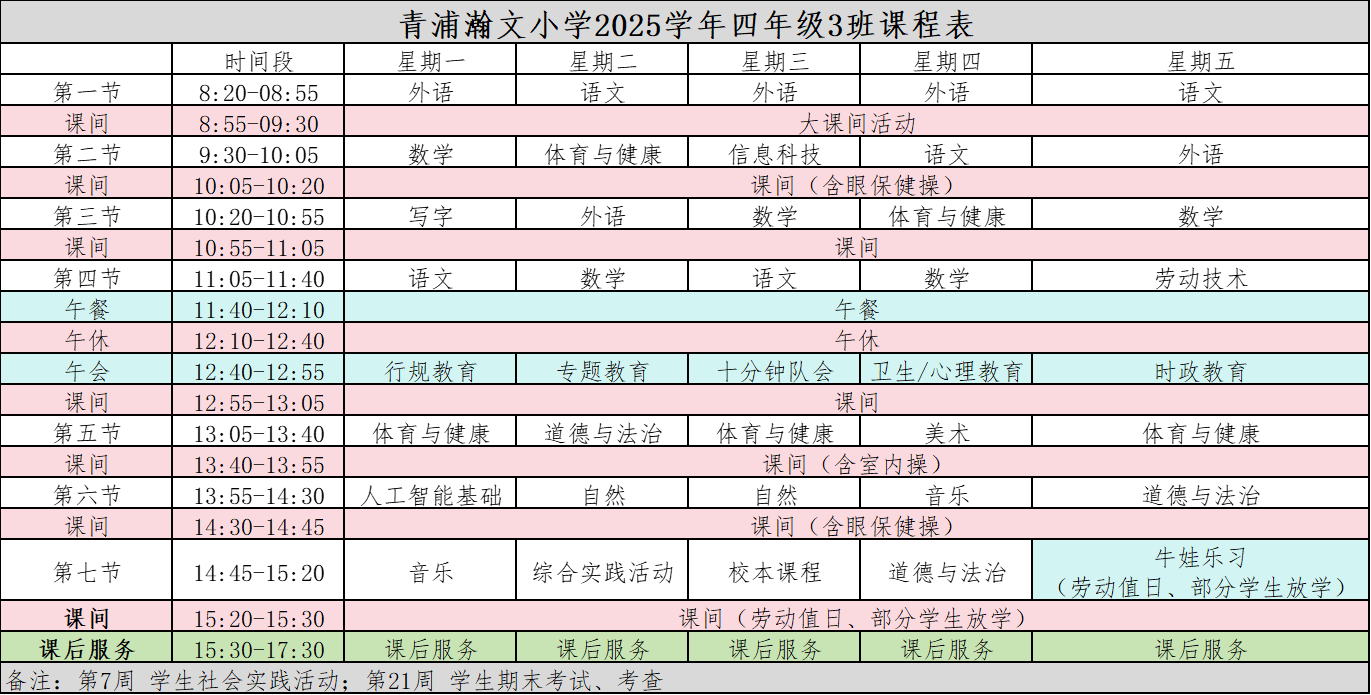 青浦瀚文小学2025学年四年级3班课程表
时间段 星期一 星期二 星期三 星期四 星期五
第一节 8:20-08:55 外语 语文 外语 外语 语文
课间 8:55-09:30 大课间活动
第二节 9:30-10:05 数学 体育与健康 信息科技 语文 外语
课间 10:05-10:20 课间（含眼保健操）
第三节 10:20-10:55 写字 外语 数学 体育与健康 数学
课间 10:55-11:05 课间
第四节 11:05-11:40 语文 数学 语文 数学 劳动技术
午餐 11:40-12:10 午餐
午休 12:10-12:40 午休
午会 12:40-12:55 行规教育 专题教育 十分钟队会 卫生/心理教育 时政教育
课间 12:55-13:05 课间
第五节 13:05-13:40 体育与健康 道德与法治 体育与健康 美术 体育与健康
课间 13:40-13:55 课间（含室内操）
第六节 13:55-14:30 人工智能基础 自然 自然 音乐 道德与法治
课间 14:30-14:45 课间（含眼保健操）
第七节 14:45-15:20 音乐 综合实践活动 校本课程 道德与法治 牛娃乐习
（劳动值日、部分学生放学）
课间 15:20-15:30 课间（劳动值日、部分学生放学）
课后服务 15:30-17:30 课后服务 课后服务 课后服务 课后服务 课后服务
备注：第7周 学生社会实践活动；第21周 学生期末考试、考查